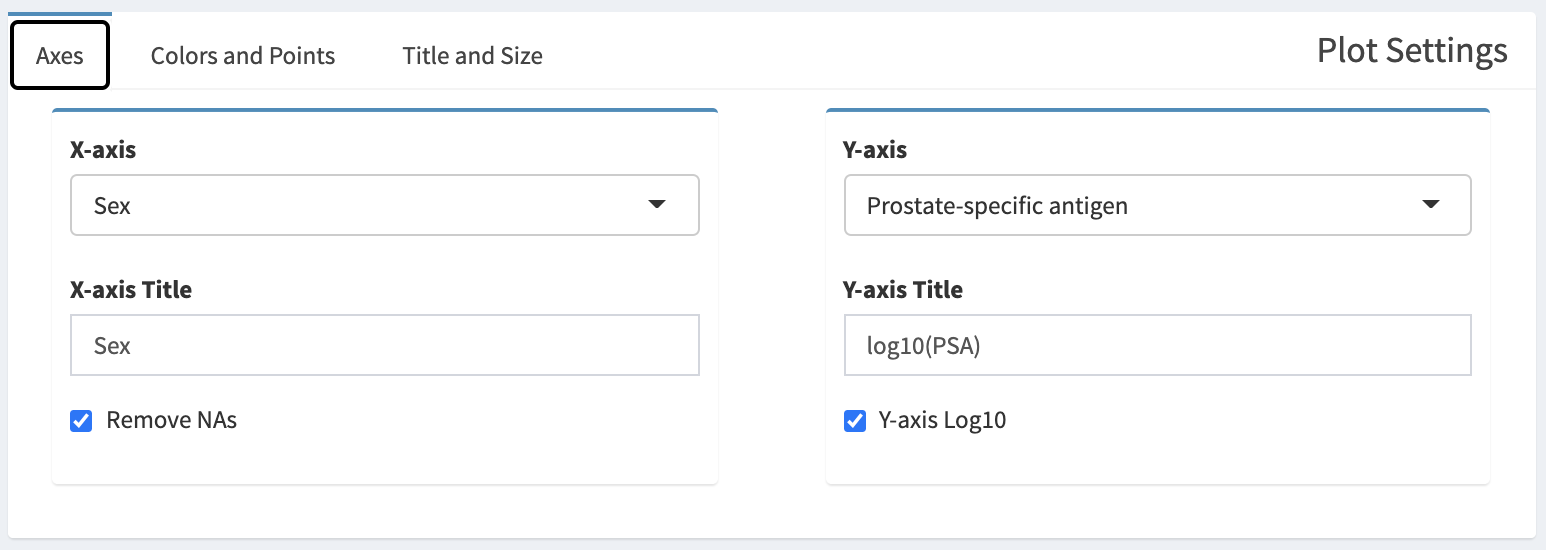 Axes
Colors and Points
Title and Size
Plot Settings
X-axis
Sex
X-axis Title
Sex
Remove NAs
Y-axis
Prostate-specific antigen
Y-axis Title
log10(PSA)
Y-axis Log10